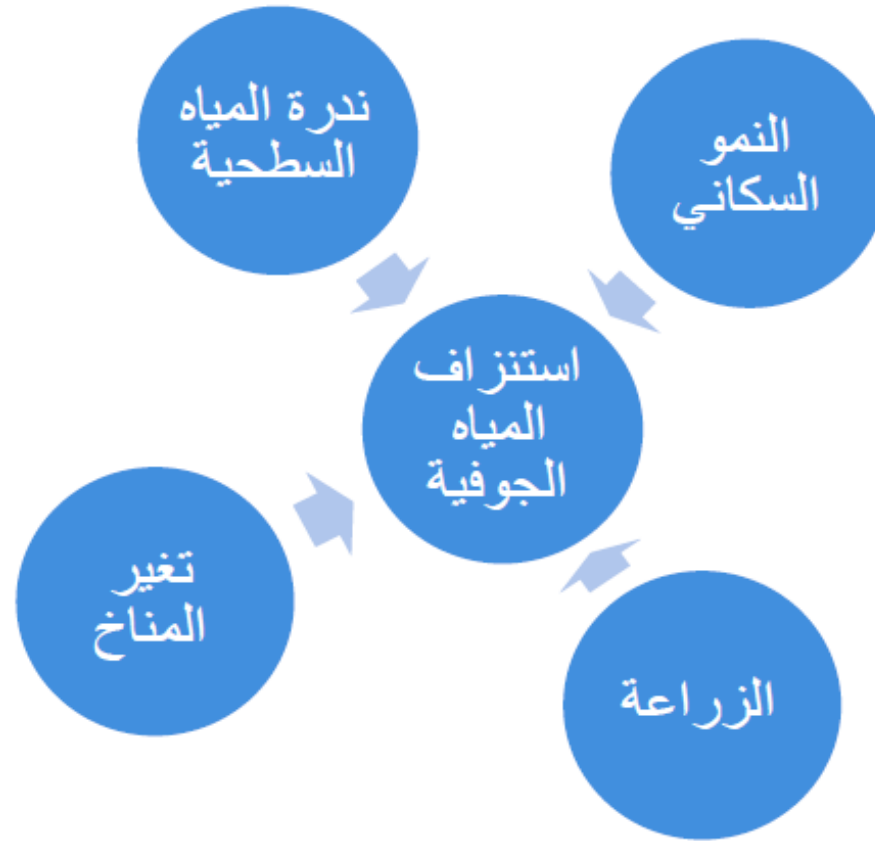 ندرة المياه
السطحية
النمو
السكاني
استنزاف
المياه
الجوفية
تغير
المناخ
الزراعة